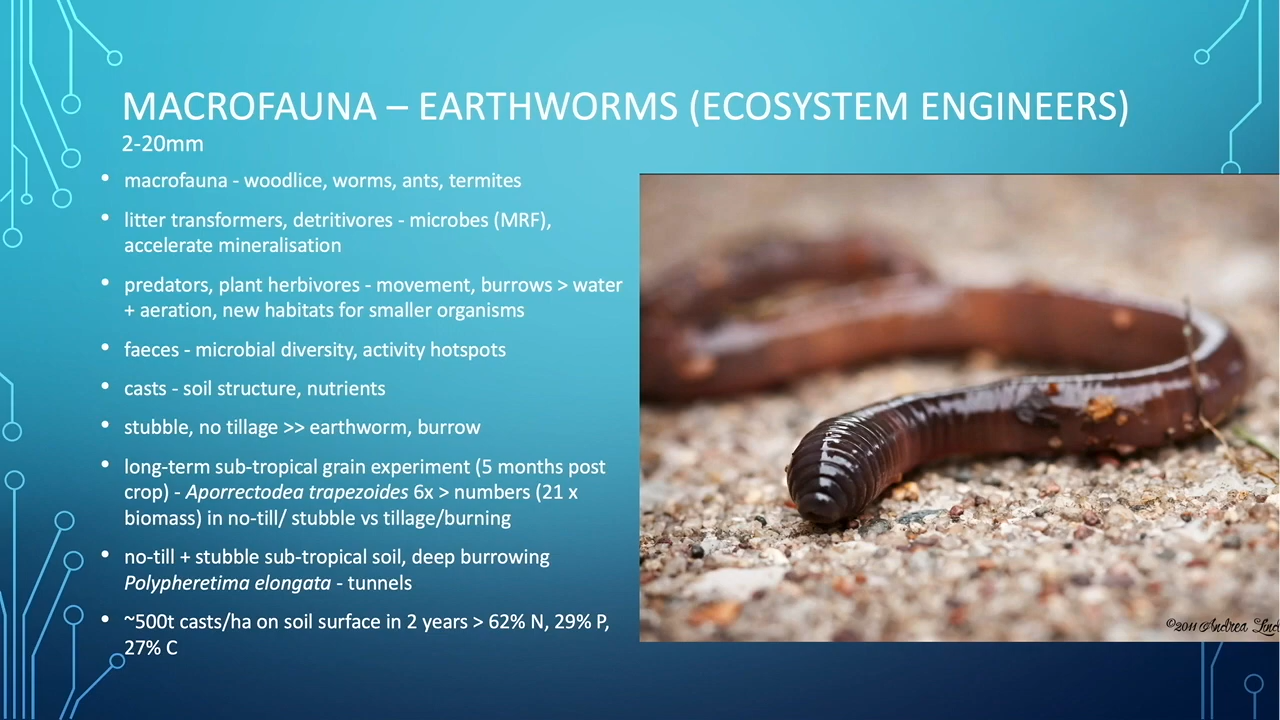 MACROFAUNA – EARTHWORMS (ECOSYSTEM ENGINEERS)
2-20mm
• macrofauna - woodlice, worms, ants, termites
• litter transformers, detritivores - microbes (MRF),
accelerate mineralisation
• predators, plant herbivores - movement, burrows > water
+ aeration, new habitats for smaller organisms
• faeces - microbial diversity, activity hotspots
• casts - soil structure, nutrients
• stubble, no tillage >> earthworm, burrow
• long-term sub-tropical grain experiment (5 months post
crop) - Aporrectodea trapezoides 6x > numbers (21 x
biomass) in no-till/ stubble vs tillage/burning
• no-till + stubble sub-tropical soil, deep burrowing
Polypheretima elongata - tunnels
• ~500t casts/ha on soil surface in 2 years > 62% N, 29% P,
27% C
©2011 Andrea